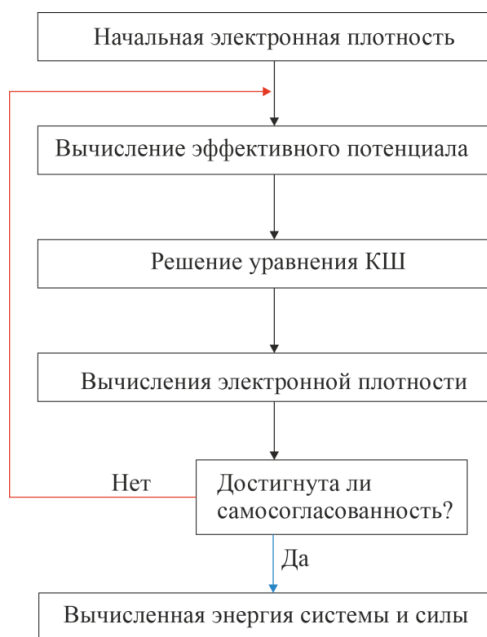 Начальная электронная плотность
Вычисление эффективного потенциала
Решение уравнения КШ
Вычисления электронной плотности
Нет
Достигнута ли
самосогласованность?
Да
Вычисленная энергия системы и силы